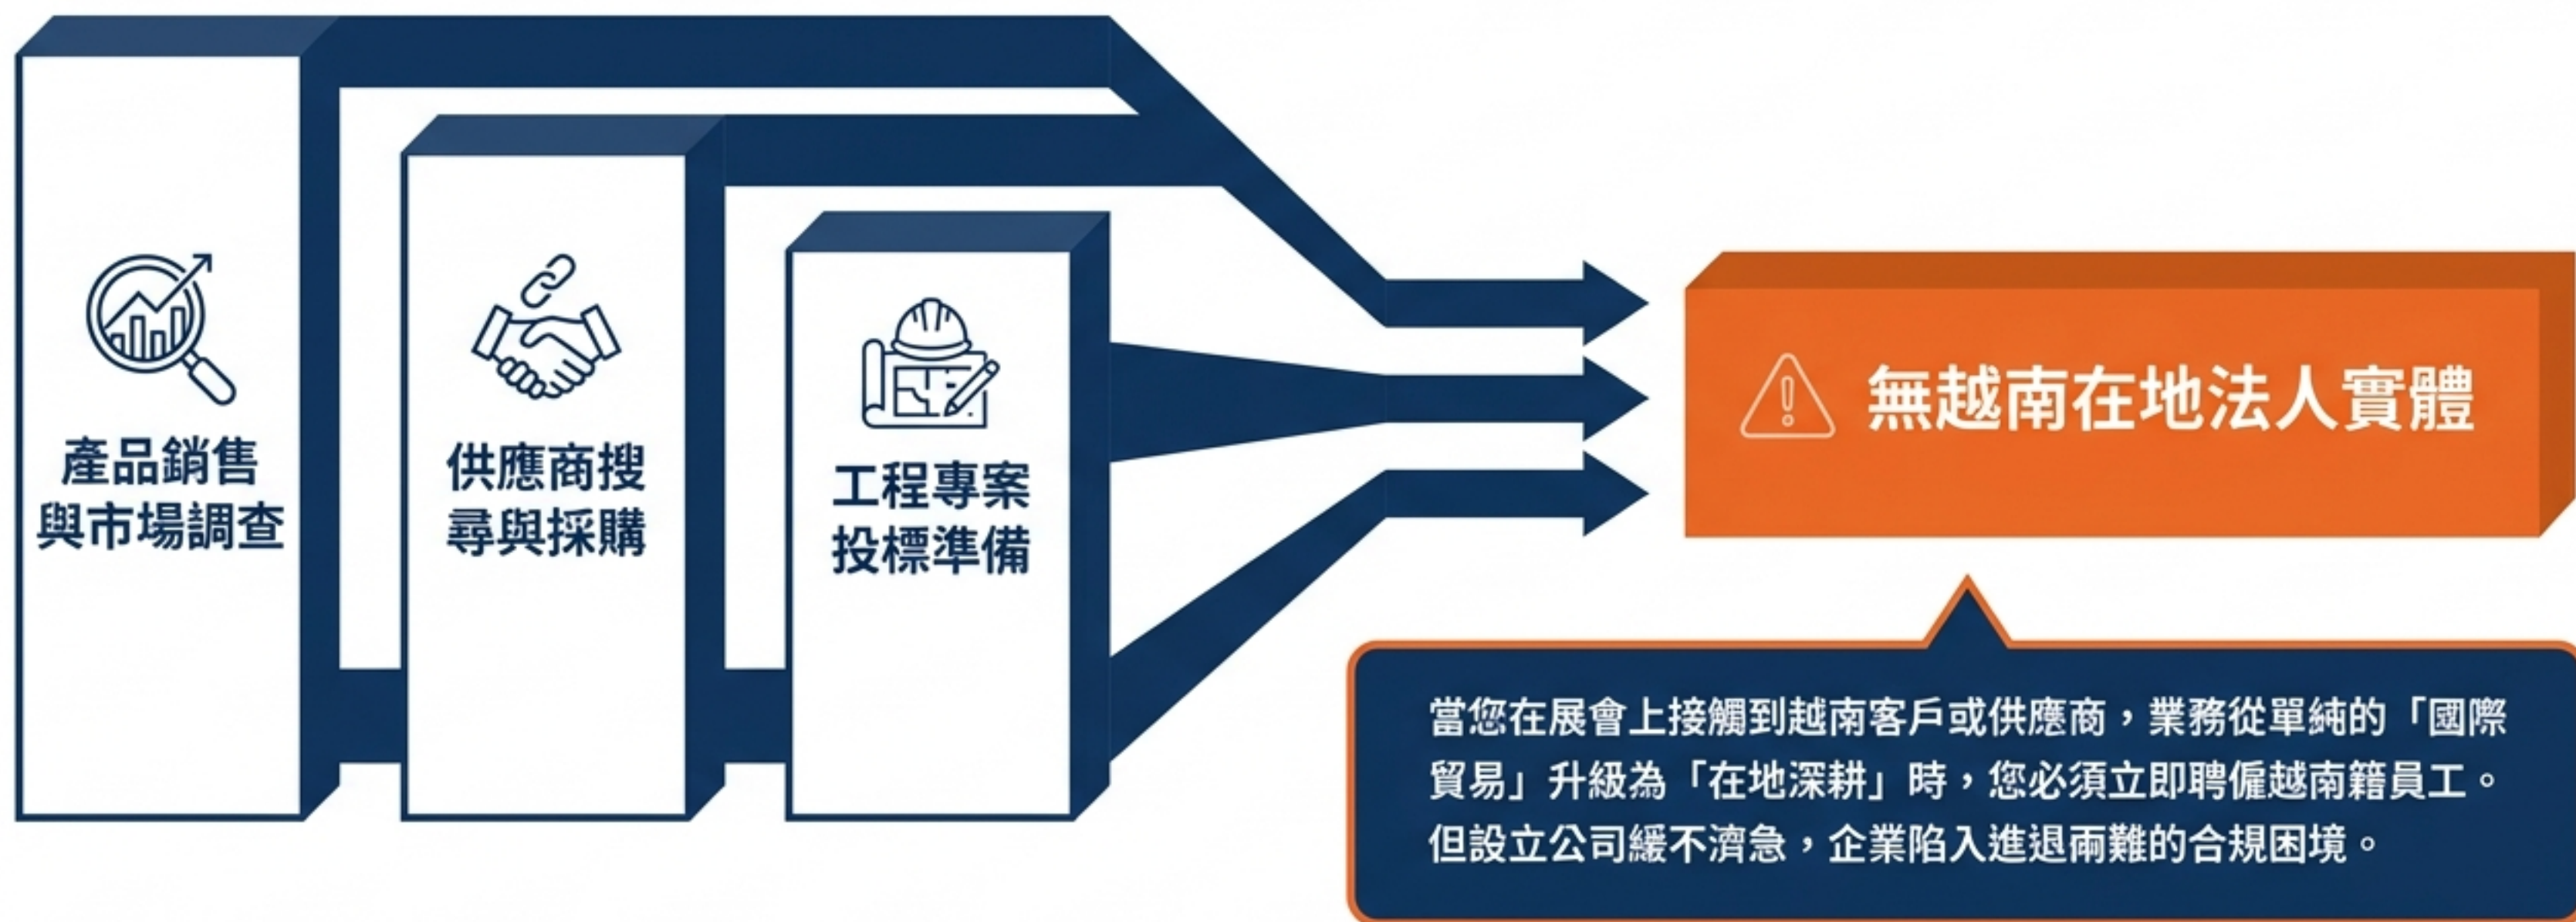 產品銷售
與市場調查
供應商搜
尋與採購
工程專案
投標準備
無越南在地法人實體
當您在展會上接觸到越南客戶或供應商，業務從單純的「國際
貿易」升級為「在地深耕」時，您必須立即聘僱越南籍員工。
但設立公司緩不濟急，企業陷入進退兩難的合規困境。